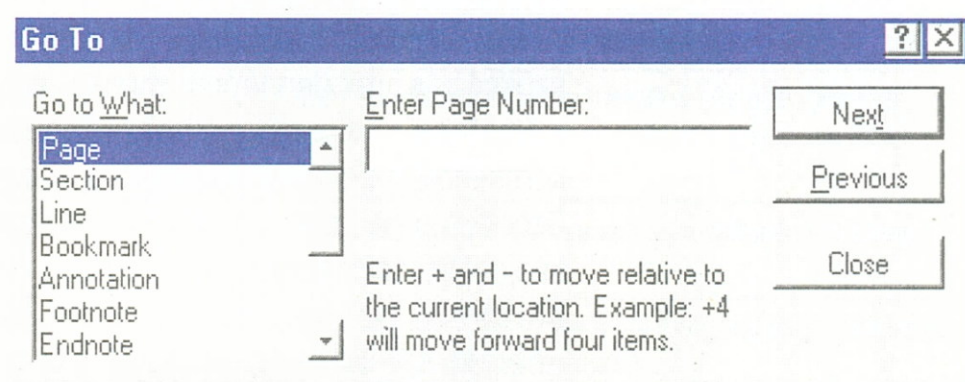 Go To
Go to What:
Page
Section
Line
Bookmark
Annotation
Footnote
Endnote
Enter Page Number:
Enter + and - to move relative to
the current location. Example: +4
will move forward four items.
Next
Previous
Close